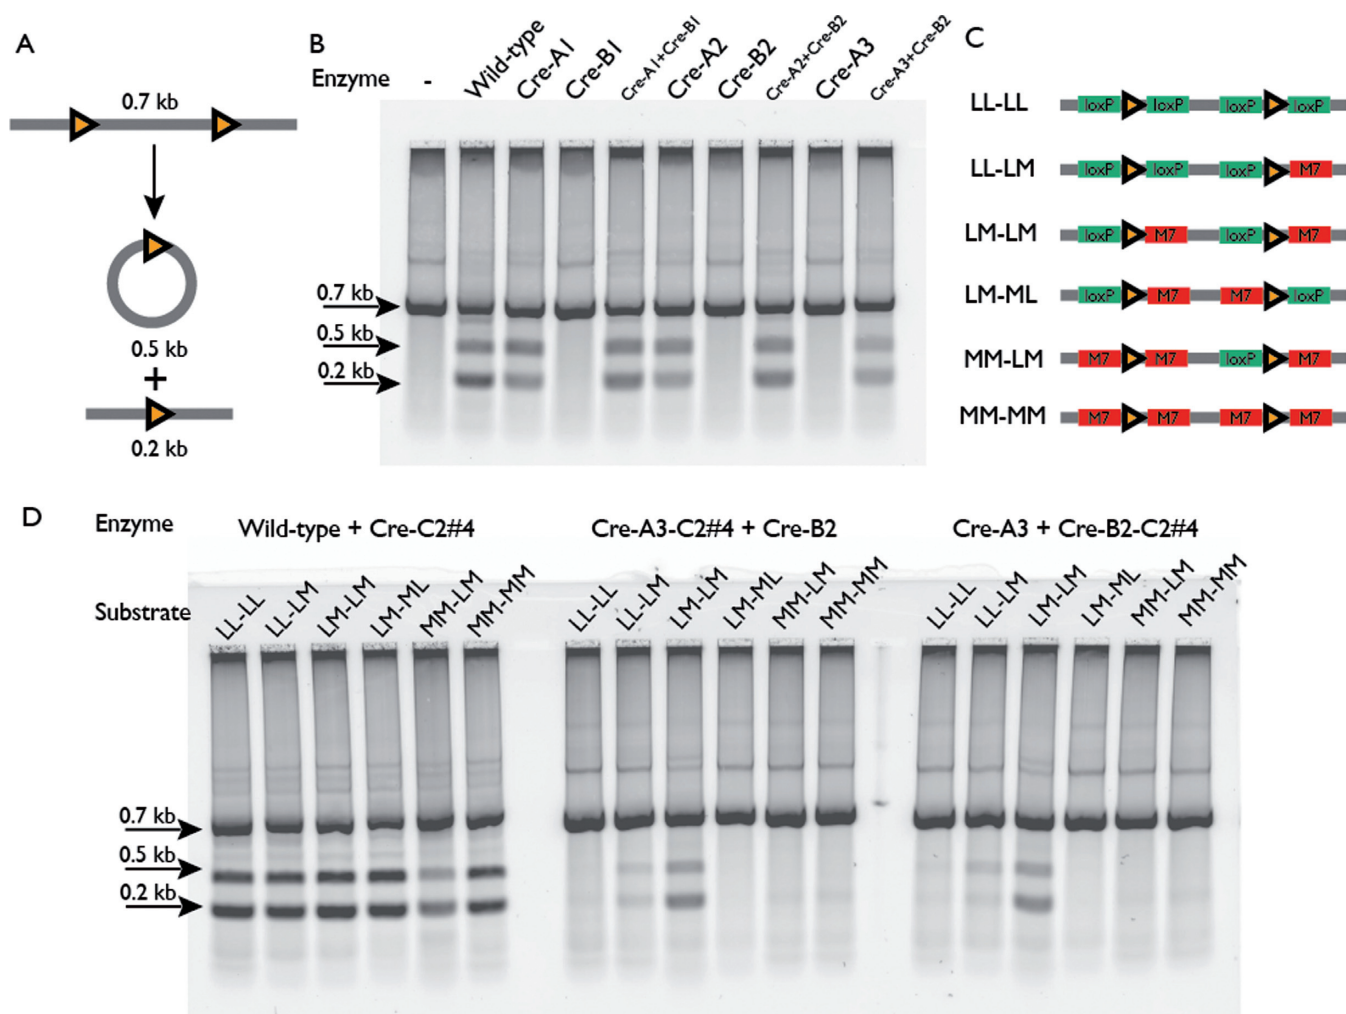 A
0.7 kb
0.5 kb
+
0.2 kb
B
Enzyme
-
Wild-type
Cre-A1
Cre-B1
Cre-A1+Cre-B1
Cre-A2
Cre-B2
Cre-A2+Cre-B2
Cre-A3
Cre-A3+Cre-B2
0.7 kb
0.5 kb
0.2 kb
C
LL-LL loxP loxP loxP loxP
LL-LM loxP loxP loxP M7
LM-LM loxP M7 loxP M7
LM-ML loxP M7 M7 loxP
MM-LM M7 M7 loxP M7
MM-MM M7 M7 M7 M7
D
Enzyme Wild-type + Cre-C2#4 Cre-A3-C2#4 + Cre-B2 Cre-A3 + Cre-B2-C2#4
Substrate LL-LL LL-LM LM-LM LM-ML MM-LM MM-MM LL-LL LL-LM LM-LM LM-ML MM-LM MM-MM LL-LL LL-LM LM-LM LM-ML MM-LM MM-MM
0.7 kb
0.5 kb
0.2 kb